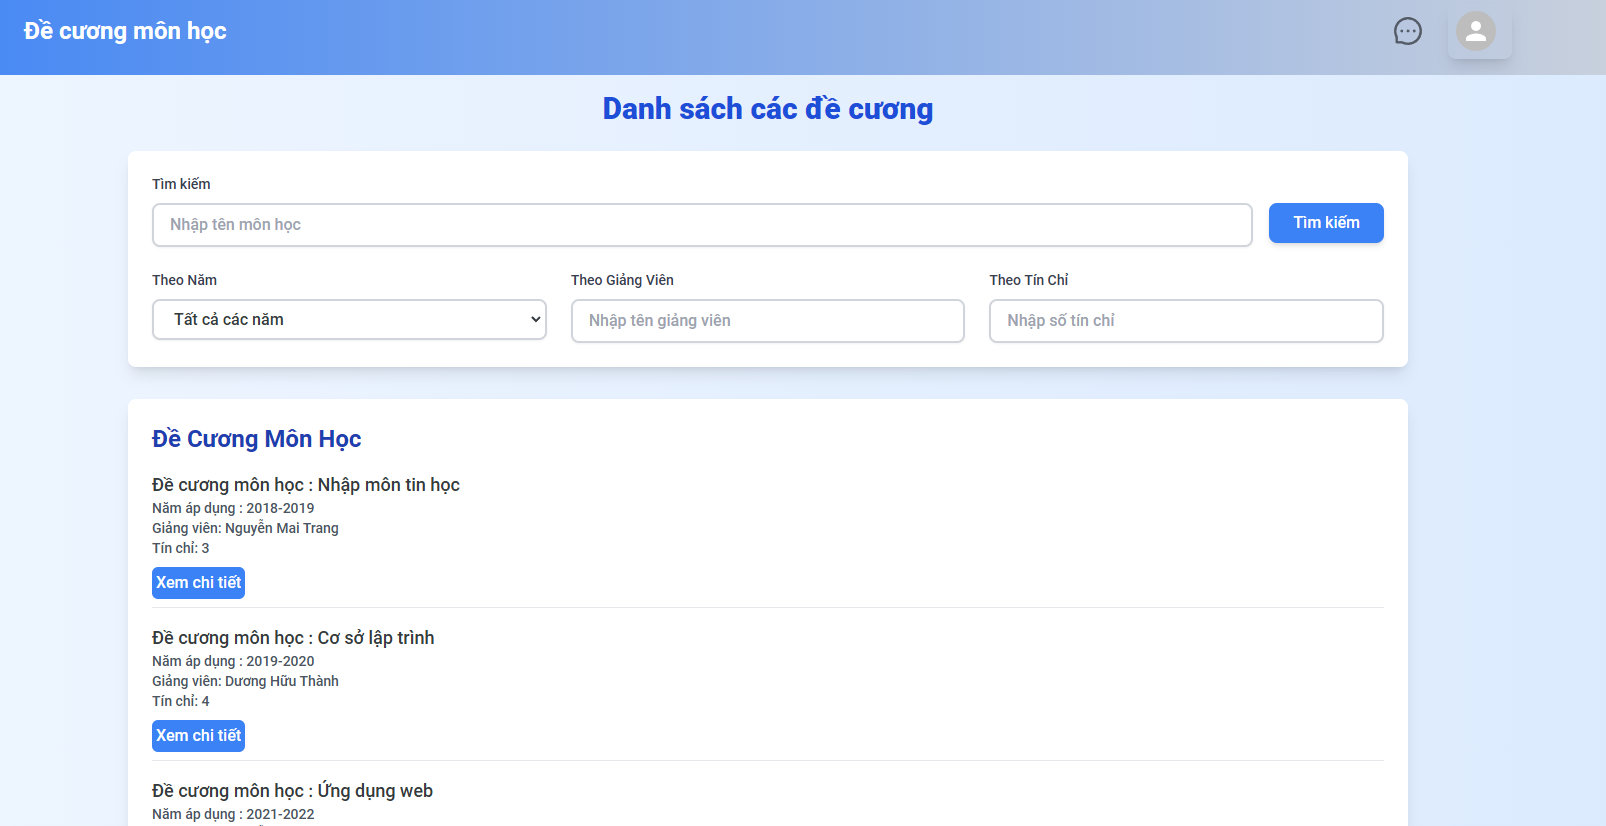 Đề cương môn học
Danh sách các đề cương
Tìm kiếm
Nhập tên môn học
Tìm kiếm
Theo Năm
Theo Giảng Viên
Theo Tín Chỉ
Tất cả các năm
Nhập tên giảng viên
Nhập số tín chỉ
Đề Cương Môn Học
Đề cương môn học : Nhập môn tin học
Năm áp dụng : 2018-2019
Giảng viên: Nguyễn Mai Trang
Tín chỉ: 3
Xem chi tiết
Đề cương môn học : Cơ sở lập trình
Năm áp dụng : 2019-2020
Giảng viên: Dương Hữu Thành
Tín chỉ: 4
Xem chi tiết
Đề cương môn học : Ứng dụng web
Năm áp dụng : 2021-2022